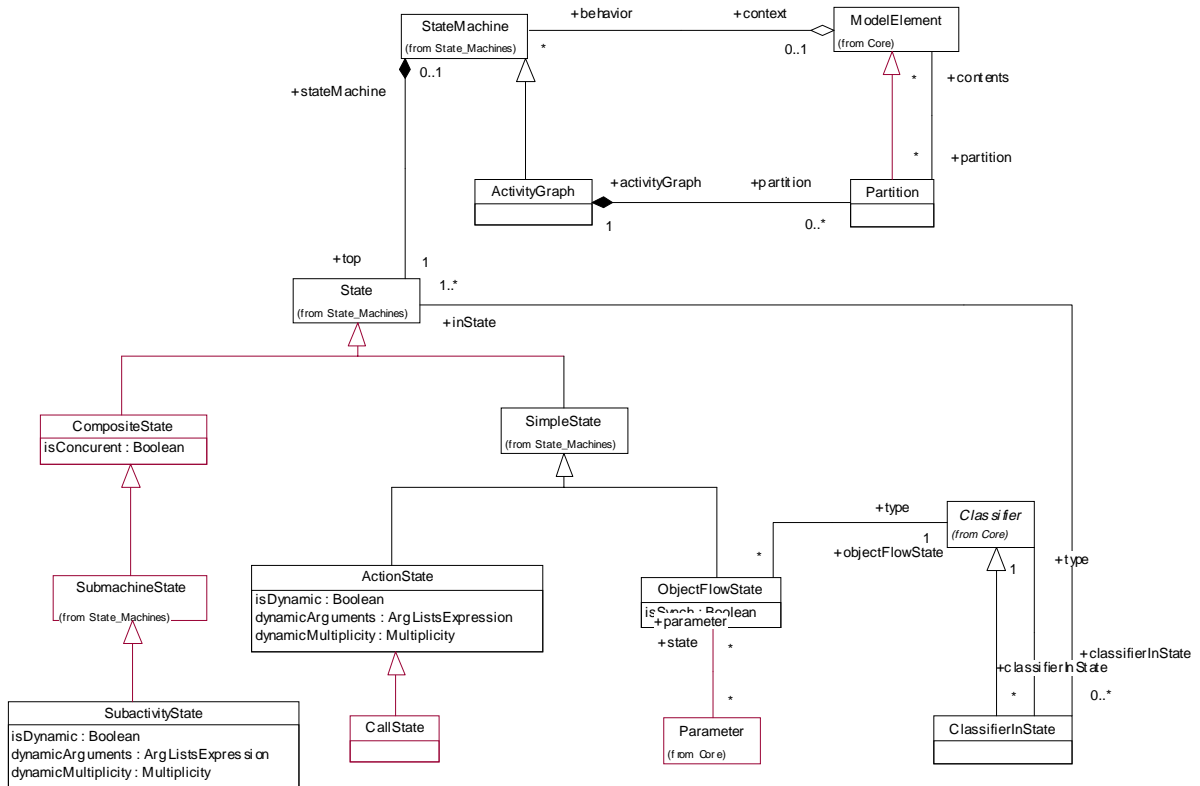 +behavior
+context
StateMachine
(from State_Machines)
*
0..1
0..1
ModelElement
(from Core)
+stateMachine
*
+contents
*
+partition
ActivityGraph
+activityGraph
+partition
1
0..*
Partition
+top
1
1..*
State
(from State_Machines)
+inState
CompositeState
isConcurent : Boolean
SimpleState
(from State_Machines)
+type
Classifier
(from Core)
1
*
+objectFlowState
1
+type
SubmachineState
(from State_Machines)
ActionState
isDynamic : Boolean
dynamicArguments : ArgListsExpression
dynamicMultiplicity : Multiplicity
ObjectFlowState
isSynch : Boolean
+parameter
+state
*
*
+classifierInState
+classifierInState
*
0..*
SubactivityState
isDynamic : Boolean
dynamicArguments : ArgListsExpression
dynamicMultiplicity : Multiplicity
CallState
Parameter
(from Core)
ClassifierInState